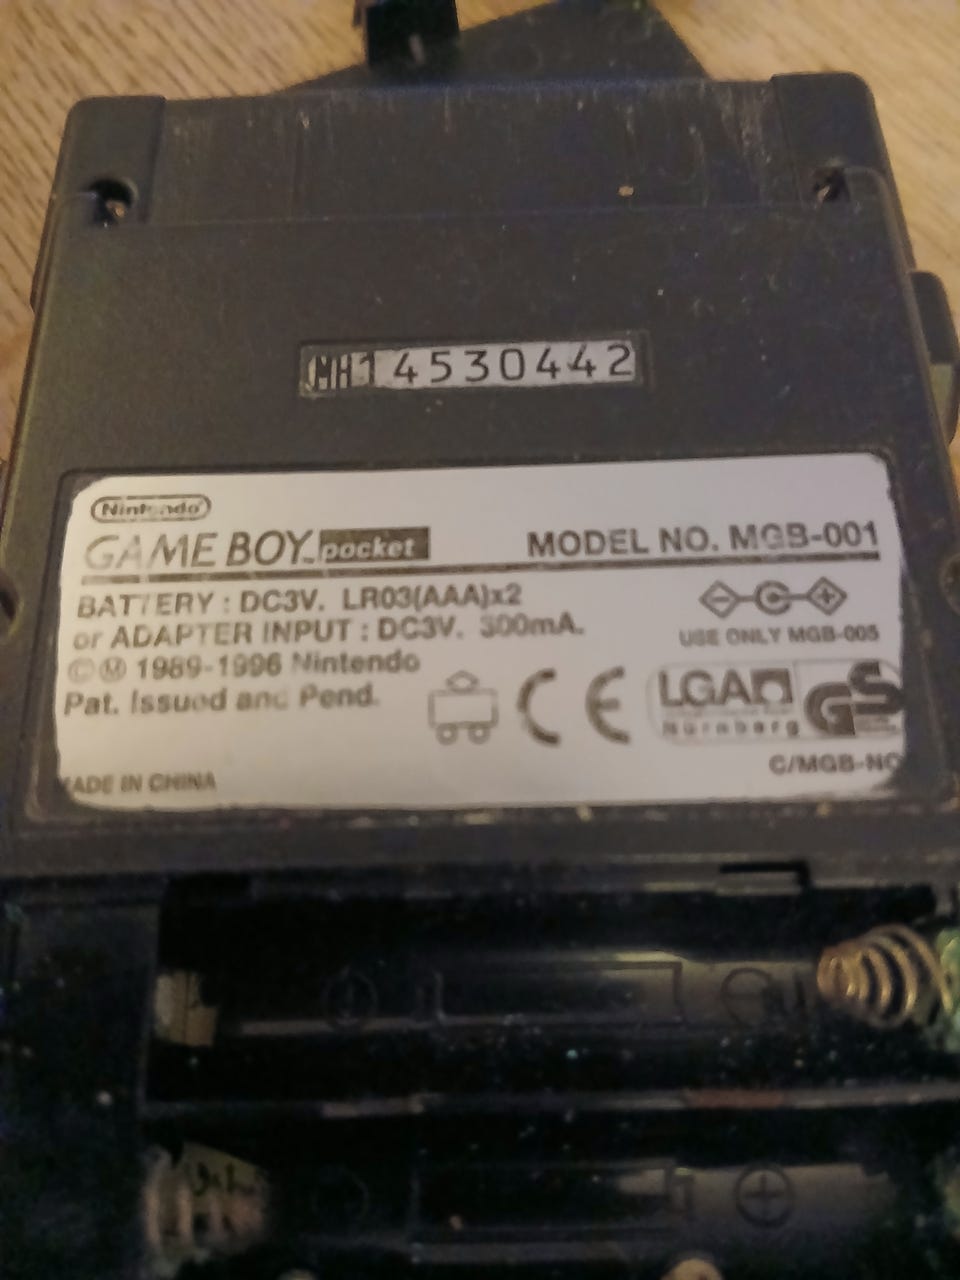 MH14530442
Nintendo
GAME BOY pocket
MODEL NO. MGB-001
BATTERY : DC3V. LR03(AAA)x2
or ADAPTER INPUT : DC3V. 300mA.
USE ONLY MGB-005
©Ⓜ 1989-1996 Nintendo
Pat. Issued and Pend.
CE
LGA
Nürnberg
GS
C/MGB-NO
ADE IN CHINA